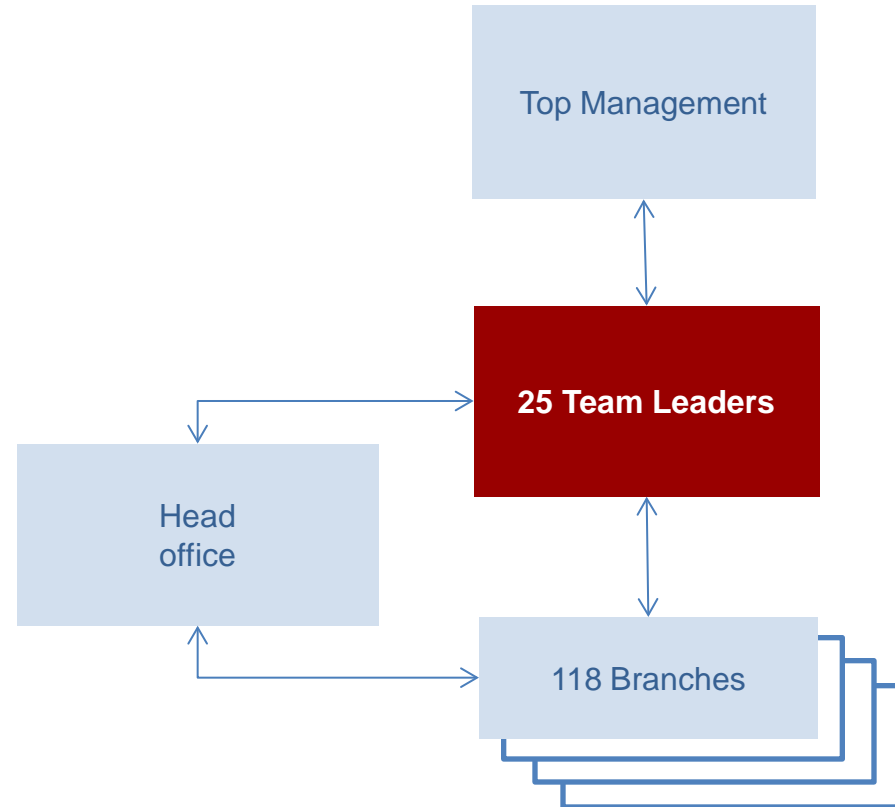 Top Management
25 Team Leaders
Head
office
118 Branches